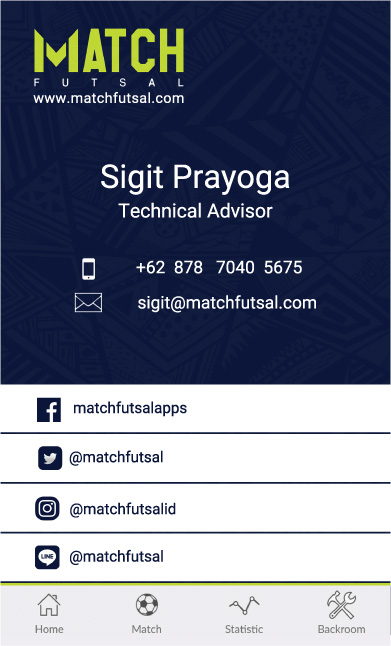 MATCH
FUTSAL
www.matchfutsal.com
Sigit Prayoga
Technical Advisor
+62 878 7040 5675
sigit@matchfutsal.com
matchfutsalapps
@matchfutsal
@matchfutsalid
LINE
@matchfutsal
Home Match Statistic Backroom